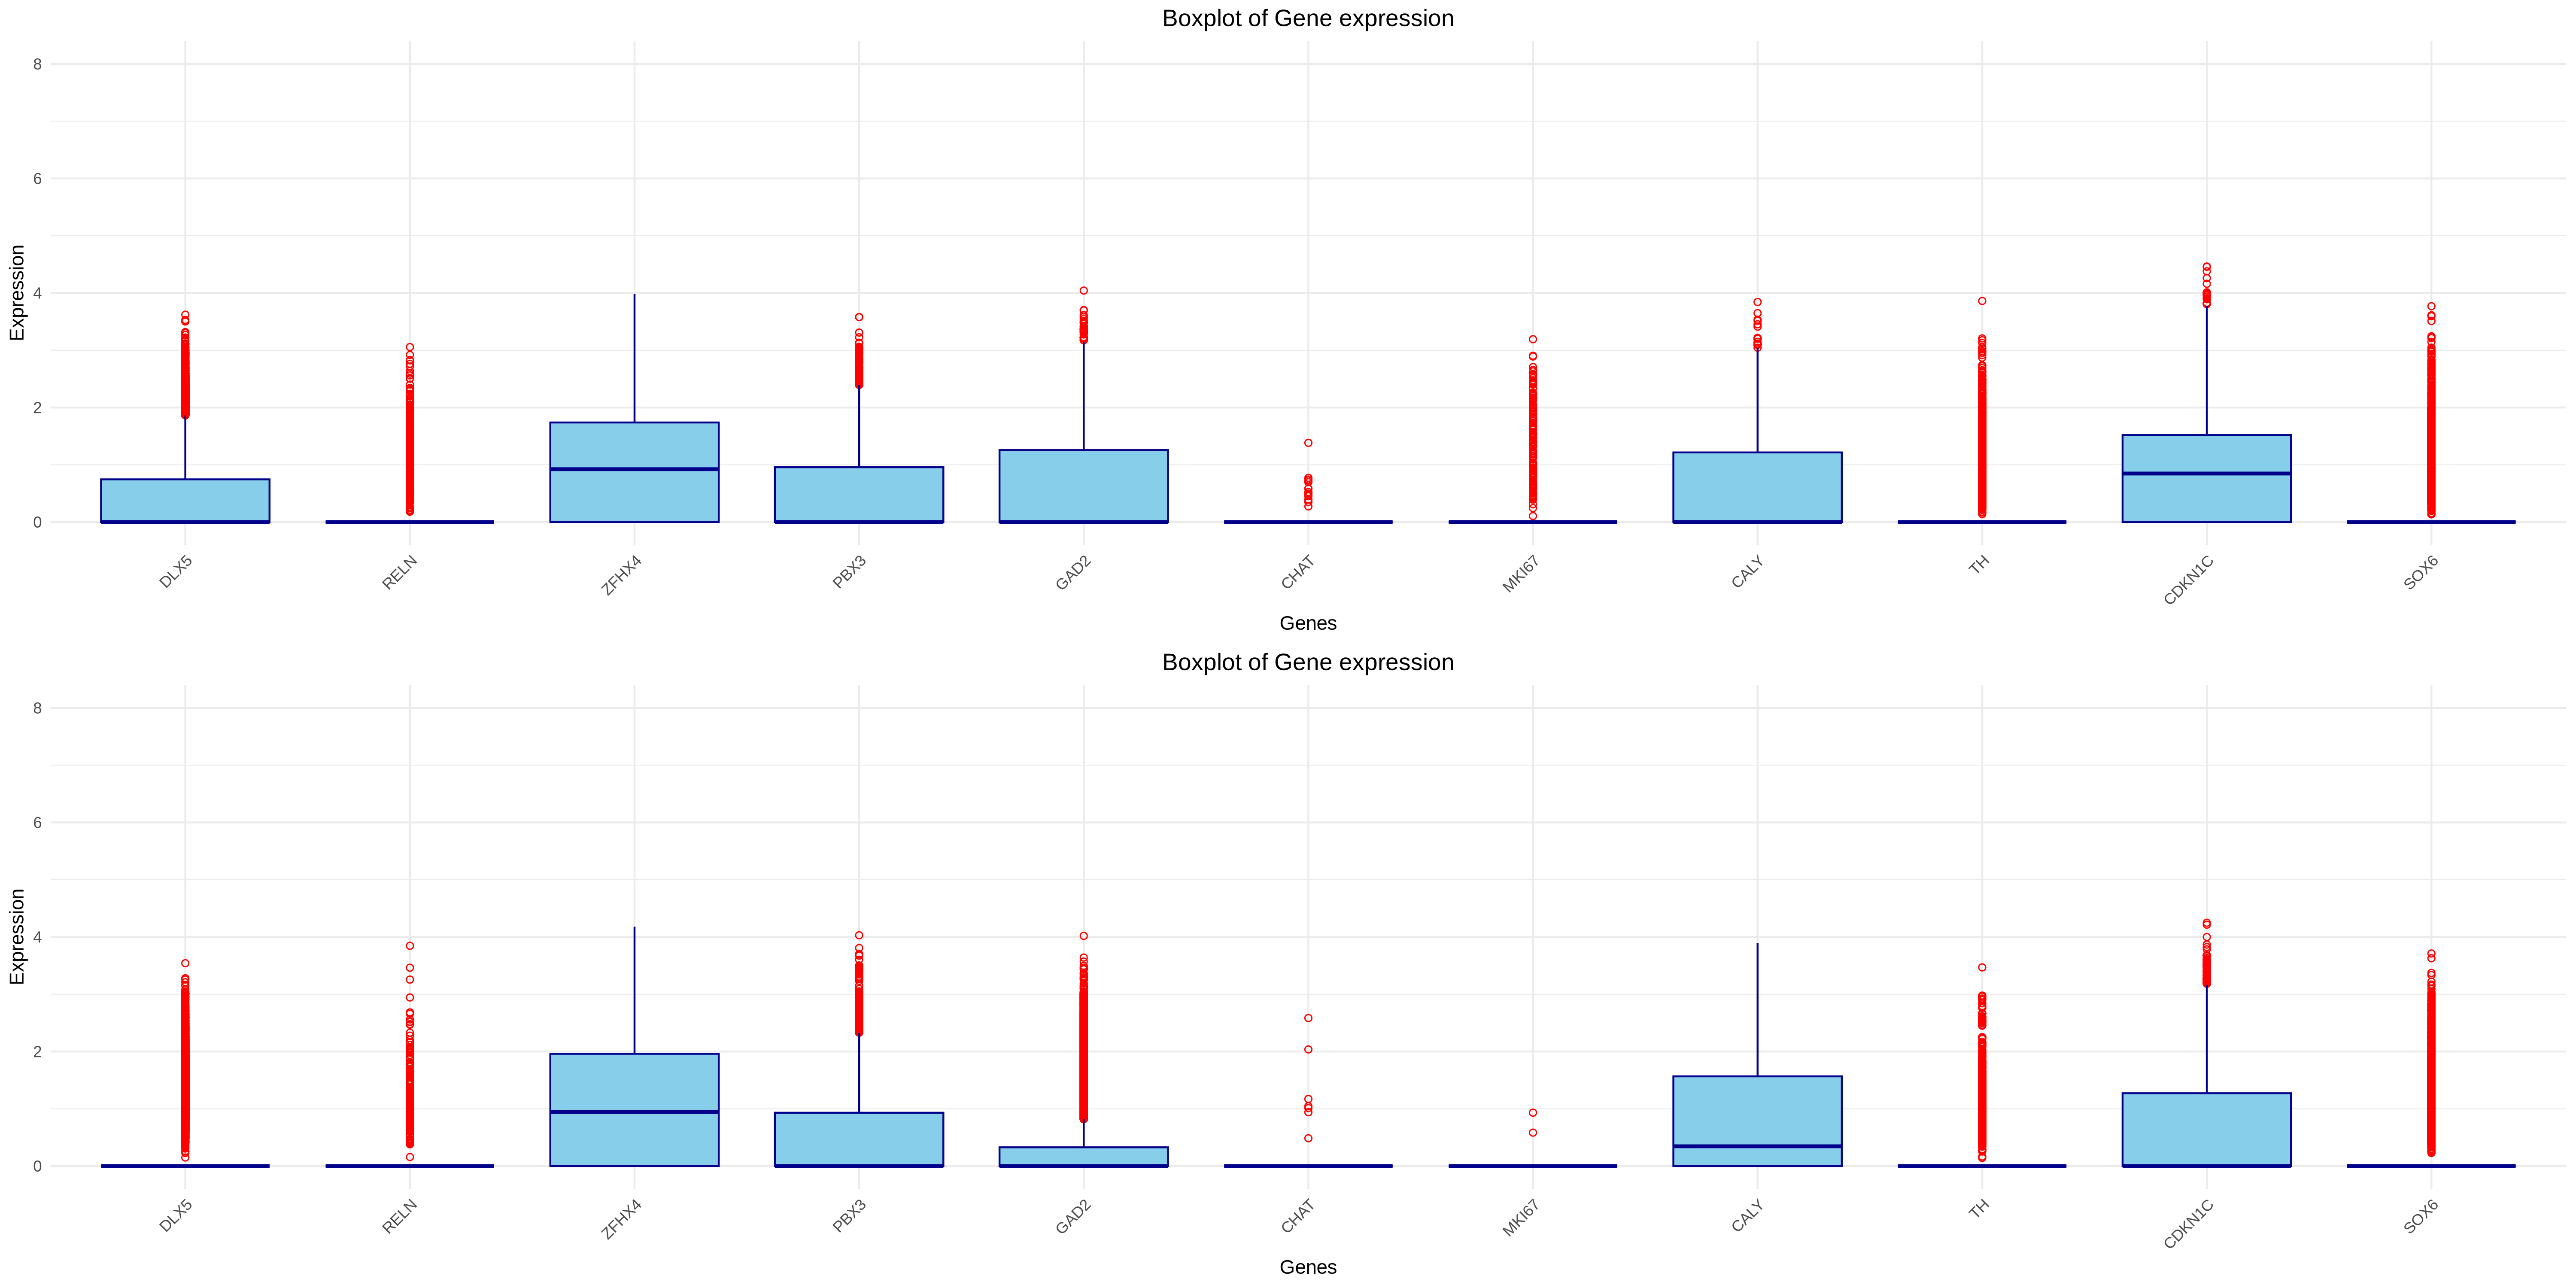 Boxplot of Gene expression
8
6
4
2
0
Expression
DLX5 RELN ZFHX4 PBX3 GAD2 CHAT MKI67 CALY TH CDKN1C SOX6
Genes
Boxplot of Gene expression
8
6
4
2
0
Expression
DLX5 RELN ZFHX4 PBX3 GAD2 CHAT MKI67 CALY TH CDKN1C SOX6
Genes